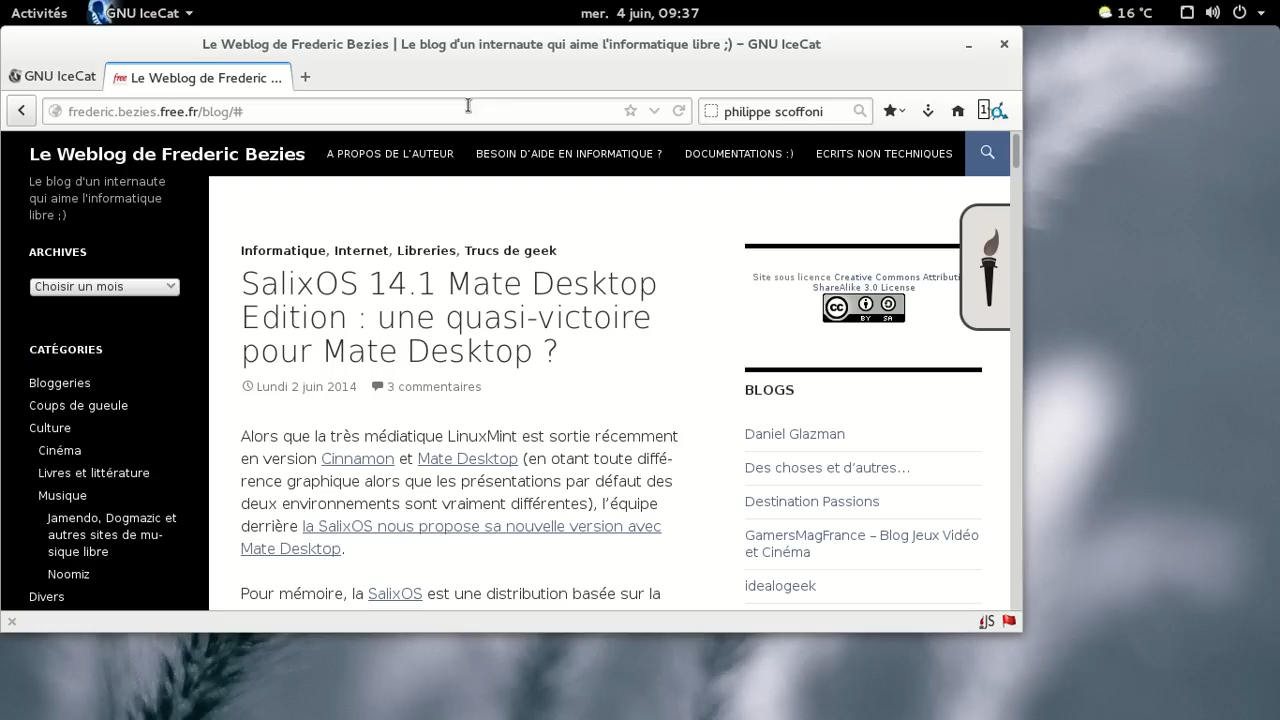 Activités GNU IceCat mer. 4 juin, 09:37 16 °C
Le Weblog de Frederic Bezies | Le blog d'un internaute qui aime l'informatique libre ;) – GNU IceCat
GNU IceCat free Le Weblog de Frederic ... +
frederic.bezies.free.fr/blog/# philippe scoffoni 1
Le Weblog de Frederic Bezies A PROPOS DE L'AUTEUR BESOIN D'AIDE EN INFORMATIQUE ? DOCUMENTATIONS :) ECRITS NON TECHNIQUES
Le blog d'un internaute
qui aime l'informatique
libre ;)
ARCHIVES
Choisir un mois
CATÉGORIES
Bloggeries
Coups de gueule
Culture
Cinéma
Livres et littérature
Musique
Jamendo, Dogmazic et
autres sites de mu-
sique libre
Noomiz
Divers
Informatique, Internet, Libreries, Trucs de geek
SalixOS 14.1 Mate Desktop
Edition : une quasi-victoire
pour Mate Desktop ?
Lundi 2 juin 2014 3 commentaires
Alors que la très médiatique LinuxMint est sortie récemment
en version Cinnamon et Mate Desktop (en otant toute diffé-
rence graphique alors que les présentations par défaut des
deux environnements sont vraiment différentes), l'équipe
derrière la SalixOS nous propose sa nouvelle version avec
Mate Desktop.
Pour mémoire, la SalixOS est une distribution basée sur la
Site sous licence Creative Commons Attributi
ShareAlike 3.0 License
CC BY SA
BLOGS
Daniel Glazman
Des choses et d'autres…
Destination Passions
GamersMagFrance – Blog Jeux Vidéo
et Cinéma
idealogeek
JS